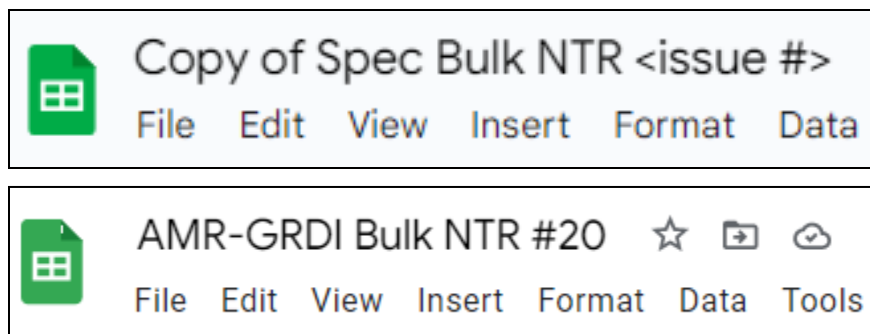 Copy of Spec Bulk NTR <issue #>
File Edit View Insert Format Data
AMR-GRDI Bulk NTR #20
File Edit View Insert Format Data Tools